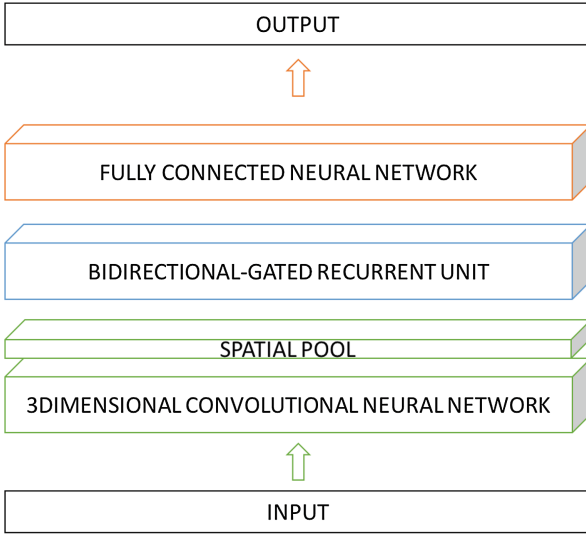 OUTPUT
FULLY CONNECTED NEURAL NETWORK
BIDIRECTIONAL-GATED RECURRENT UNIT
SPATIAL POOL
3DIMENSIONAL CONVOLUTIONAL NEURAL NETWORK
INPUT